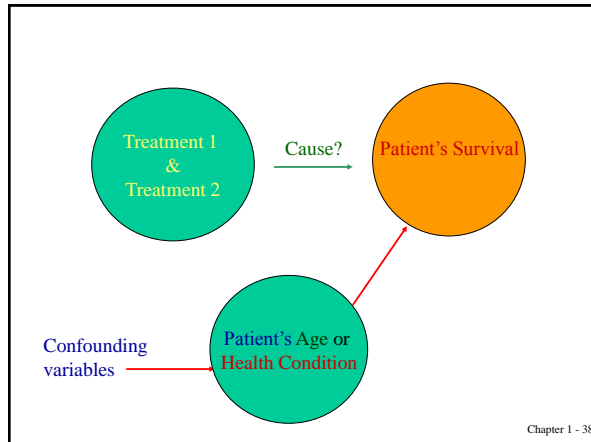 Treatment 1
&
Treatment 2
Cause?
Patient's Survival
Confounding
variables
Patient's Age or
Health Condition
Chapter 1 - 38